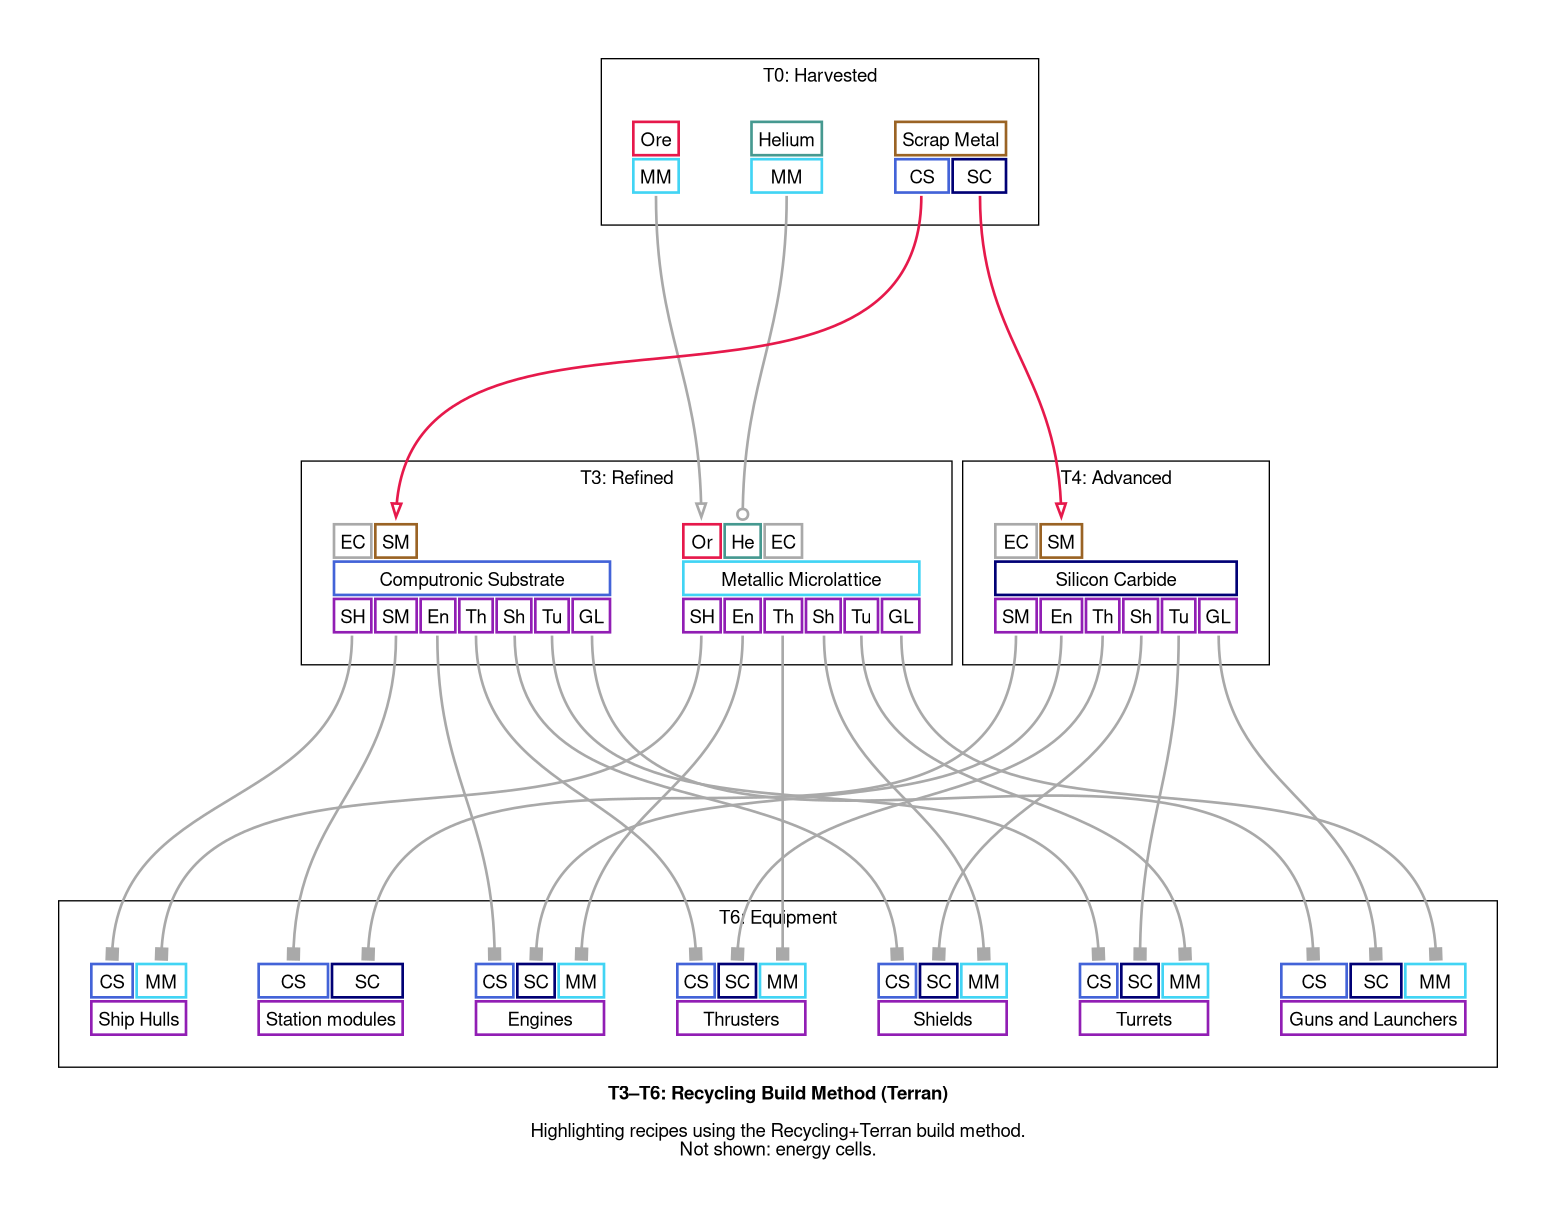 T0: Harvested
Ore Helium Scrap Metal
MM MM CS SC
T3: Refined T4: Advanced
EC SM Or He EC EC SM
Computronic Substrate Metallic Microlattice Silicon Carbide
SH SM En Th Sh Tu GL SH En Th Sh Tu GL SM En Th Sh Tu GL
T6: Equipment
CS MM CS SC CS SC MM CS SC MM CS SC MM CS SC MM CS SC MM
Ship Hulls Station modules Engines Thrusters Shields Turrets Guns and Launchers
T3–T6: Recycling Build Method (Terran)
Highlighting recipes using the Recycling+Terran build method.
Not shown: energy cells.